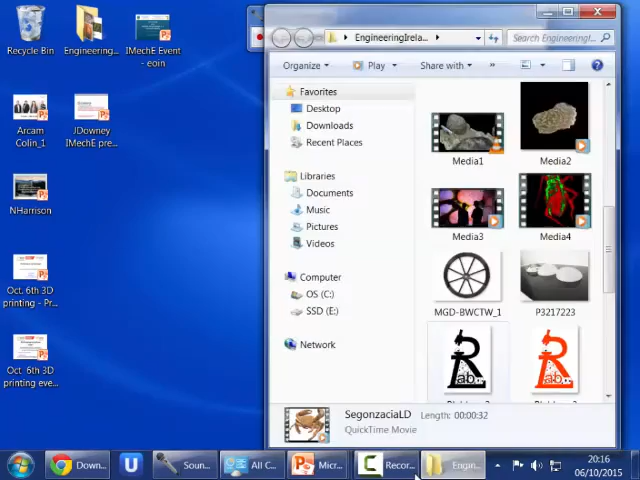 Recycle Bin
Engineering...
IMechE Event
- eoin
Arcam
Colin_1
JDowney
IMechE pre...
NHarrison
Oct. 6th 3D
printing - Pr...
Oct. 6th 3D
printing eve...
EngineeringIrela...
Search EngineeringI...
Organize
Play
Share with
»
Favorites
Desktop
Downloads
Recent Places
Libraries
Documents
Music
Pictures
Videos
Computer
OS (C:)
SSD (E:)
Network
Media1
Media2
Media3
Media4
MGD-BWCTW_1
P3217223
SegonzaciaLD
Length: 00:00:32
QuickTime Movie
Down...
Soun...
All C...
Micr...
Recor...
Engin...
20:16
06/10/2015